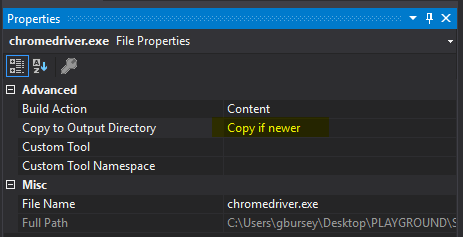 Properties
chromedriver.exe File Properties
Advanced
Build Action Content
Copy to Output Directory Copy if newer
Custom Tool
Custom Tool Namespace
Misc
File Name chromedriver.exe
Full Path C:\Users\gbursey\Desktop\PLAYGROUND\S